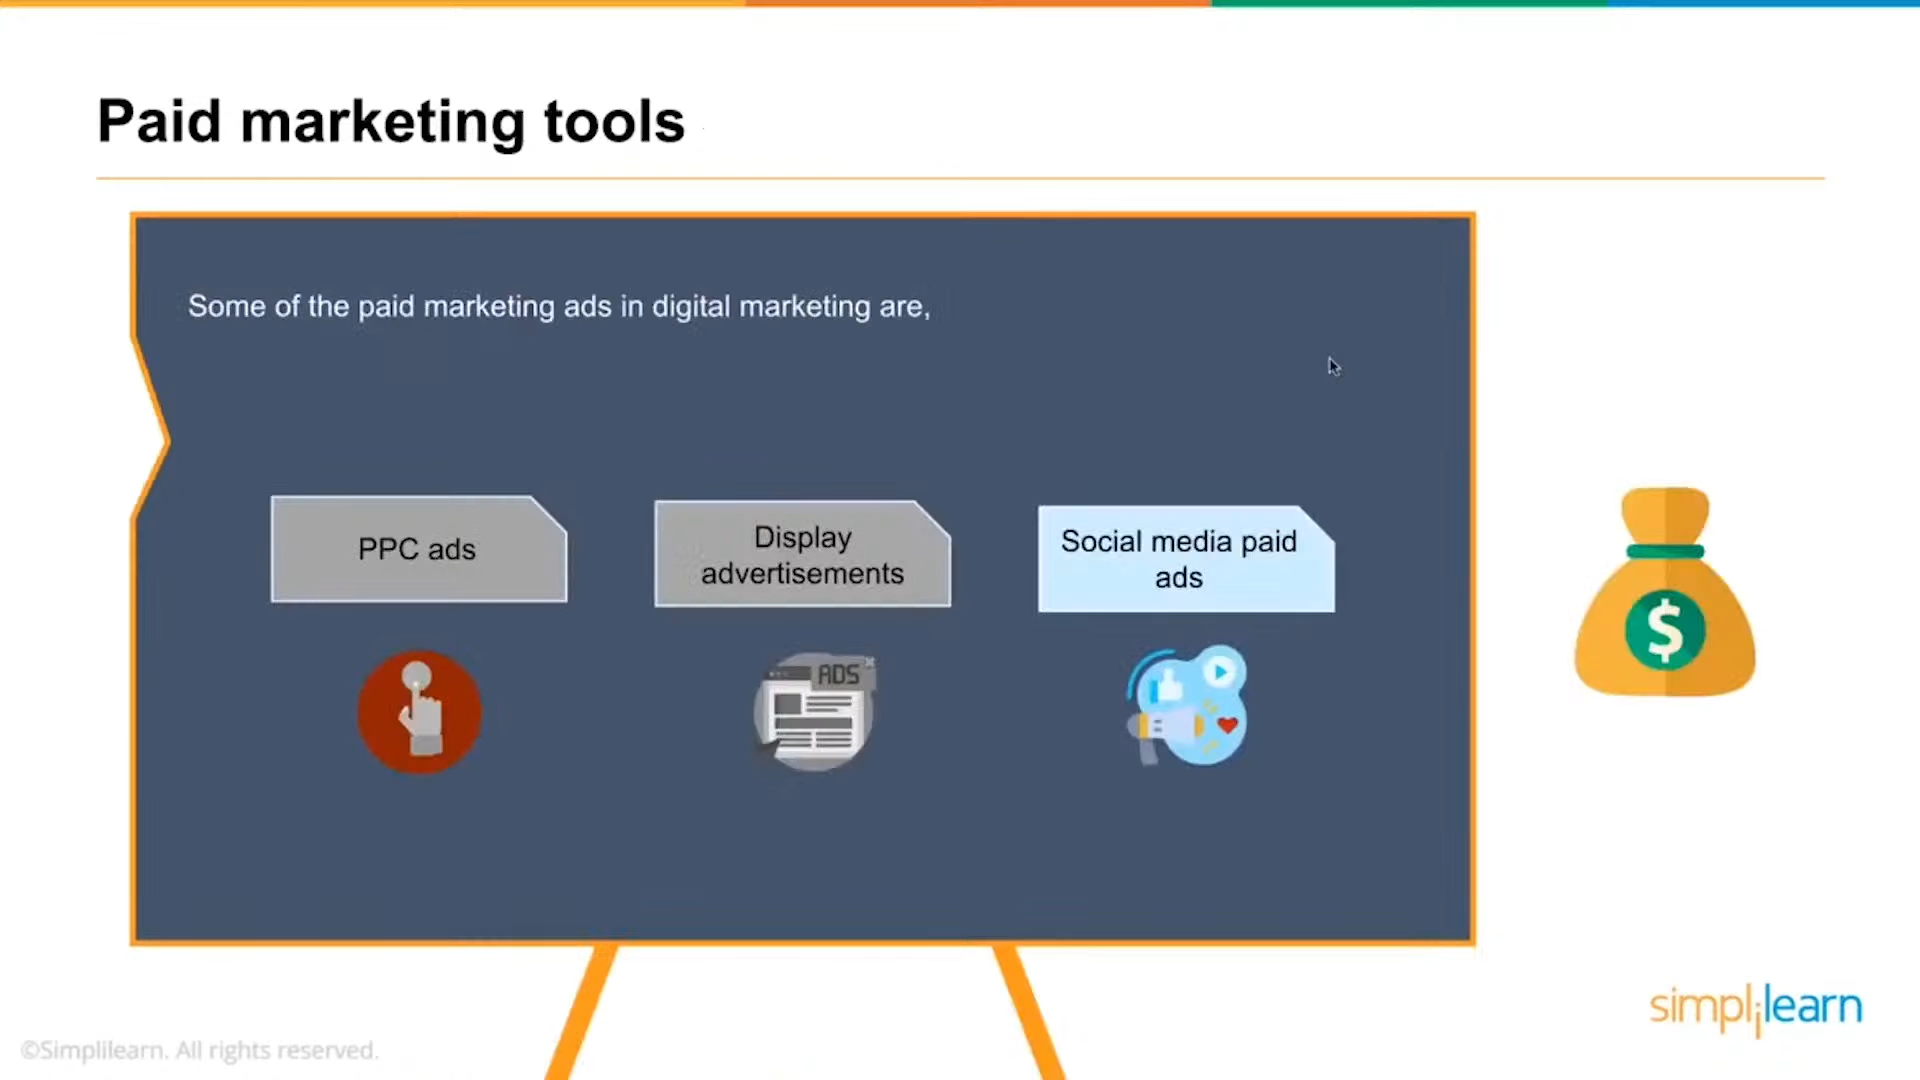 Paid marketing tools
Some of the paid marketing ads in digital marketing are,
PPC ads
Display
advertisements
Social media paid
ads
ADS
$
simplilearn
©Simplilearn. All rights reserved.